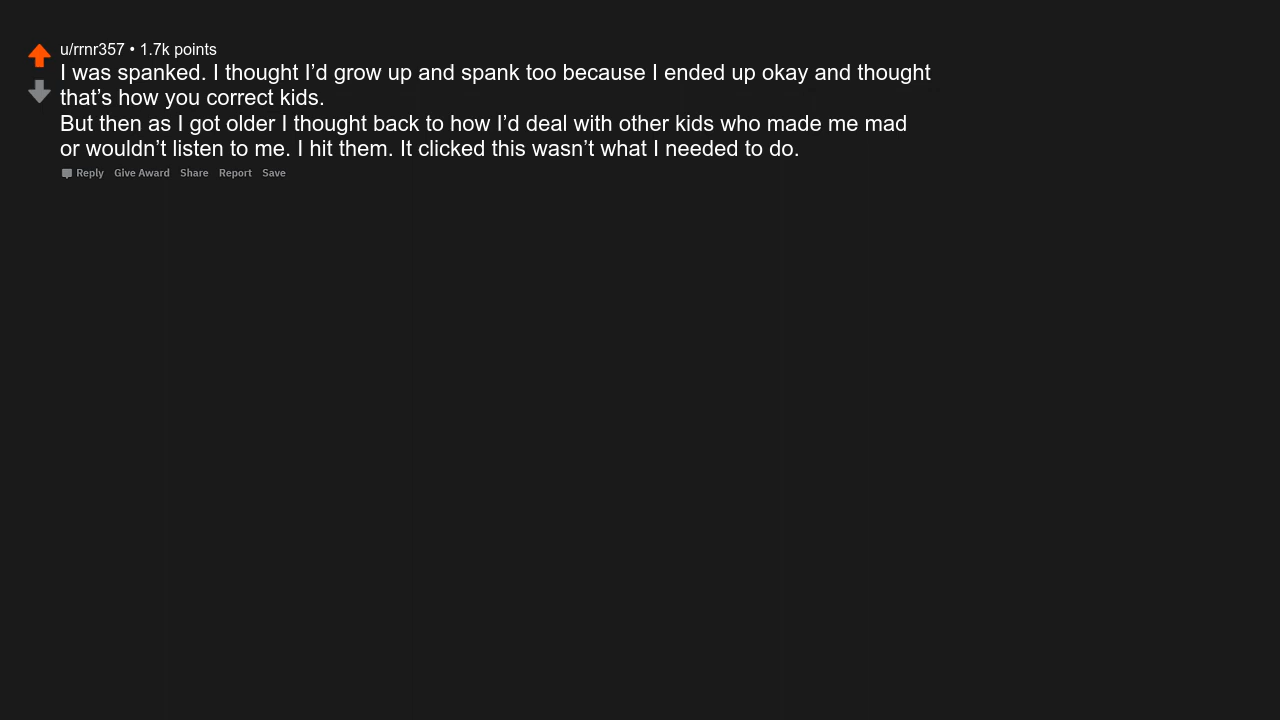 u/rrnr357 • 1.7k points
I was spanked. I thought I’d grow up and spank too because I ended up okay and thought
that’s how you correct kids.
But then as I got older I thought back to how I’d deal with other kids who made me mad
or wouldn’t listen to me. I hit them. It clicked this wasn’t what I needed to do.
Reply Give Award Share Report Save